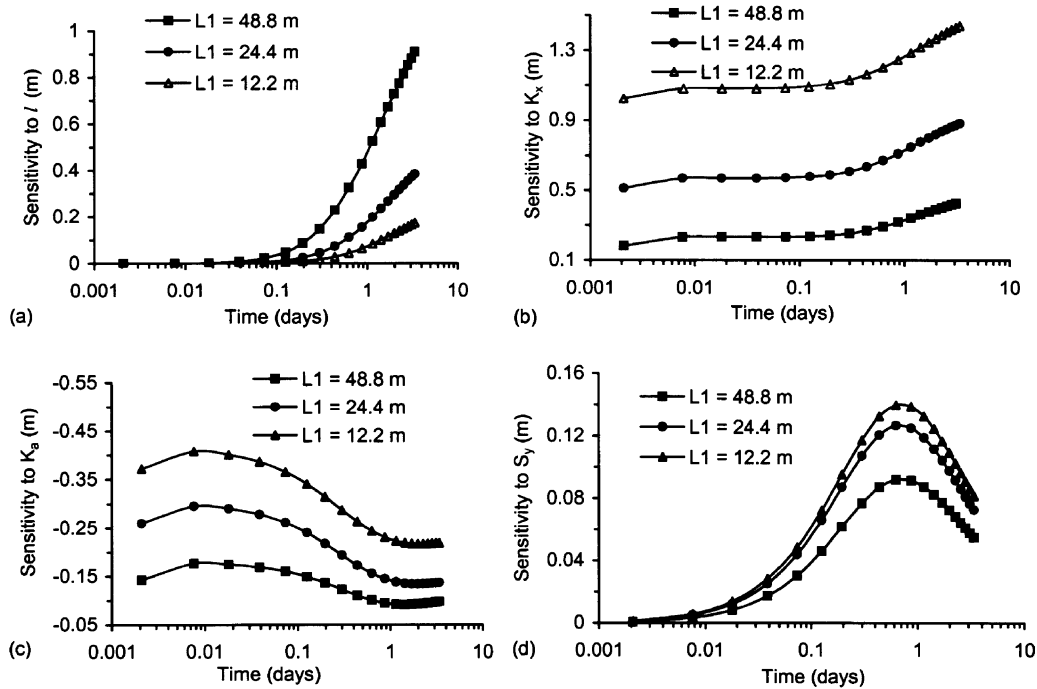 L1 = 48.8 m
L1 = 24.4 m
L1 = 12.2 m
Sensitivity to l (m)
1
0.8
0.6
0.4
0.2
0
0.001 0.01 0.1 1 10
Time (days)
(a)
L1 = 48.8 m
L1 = 24.4 m
L1 = 12.2 m
Sensitivity to Kx (m)
1.3
0.9
0.5
0.1
0.001 0.01 0.1 1 10
Time (days)
(b)
L1 = 48.8 m
L1 = 24.4 m
L1 = 12.2 m
Sensitivity to Ka (m)
-0.55
-0.45
-0.35
-0.25
-0.15
-0.05
0.001 0.01 0.1 1 10
Time (days)
(c)
L1 = 48.8 m
L1 = 24.4 m
L1 = 12.2 m
Sensitivity to Sy (m)
0.16
0.12
0.08
0.04
0
0.001 0.01 0.1 1 10
Time (days)
(d)